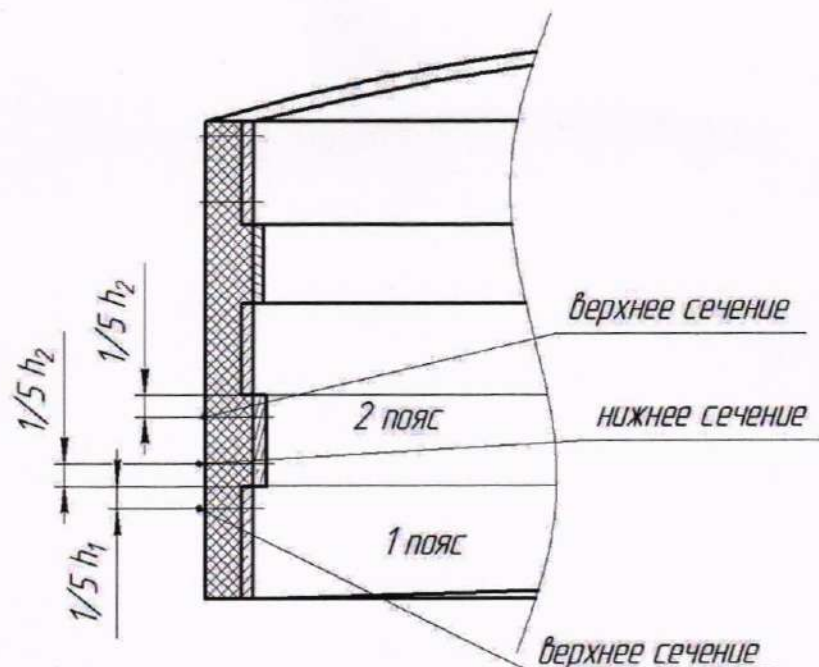 1/5 h₂
верхнее сечение
1/5 h₂
2 пояс
нижнее сечение
1/5 h₁
1 пояс
верхнее сечение